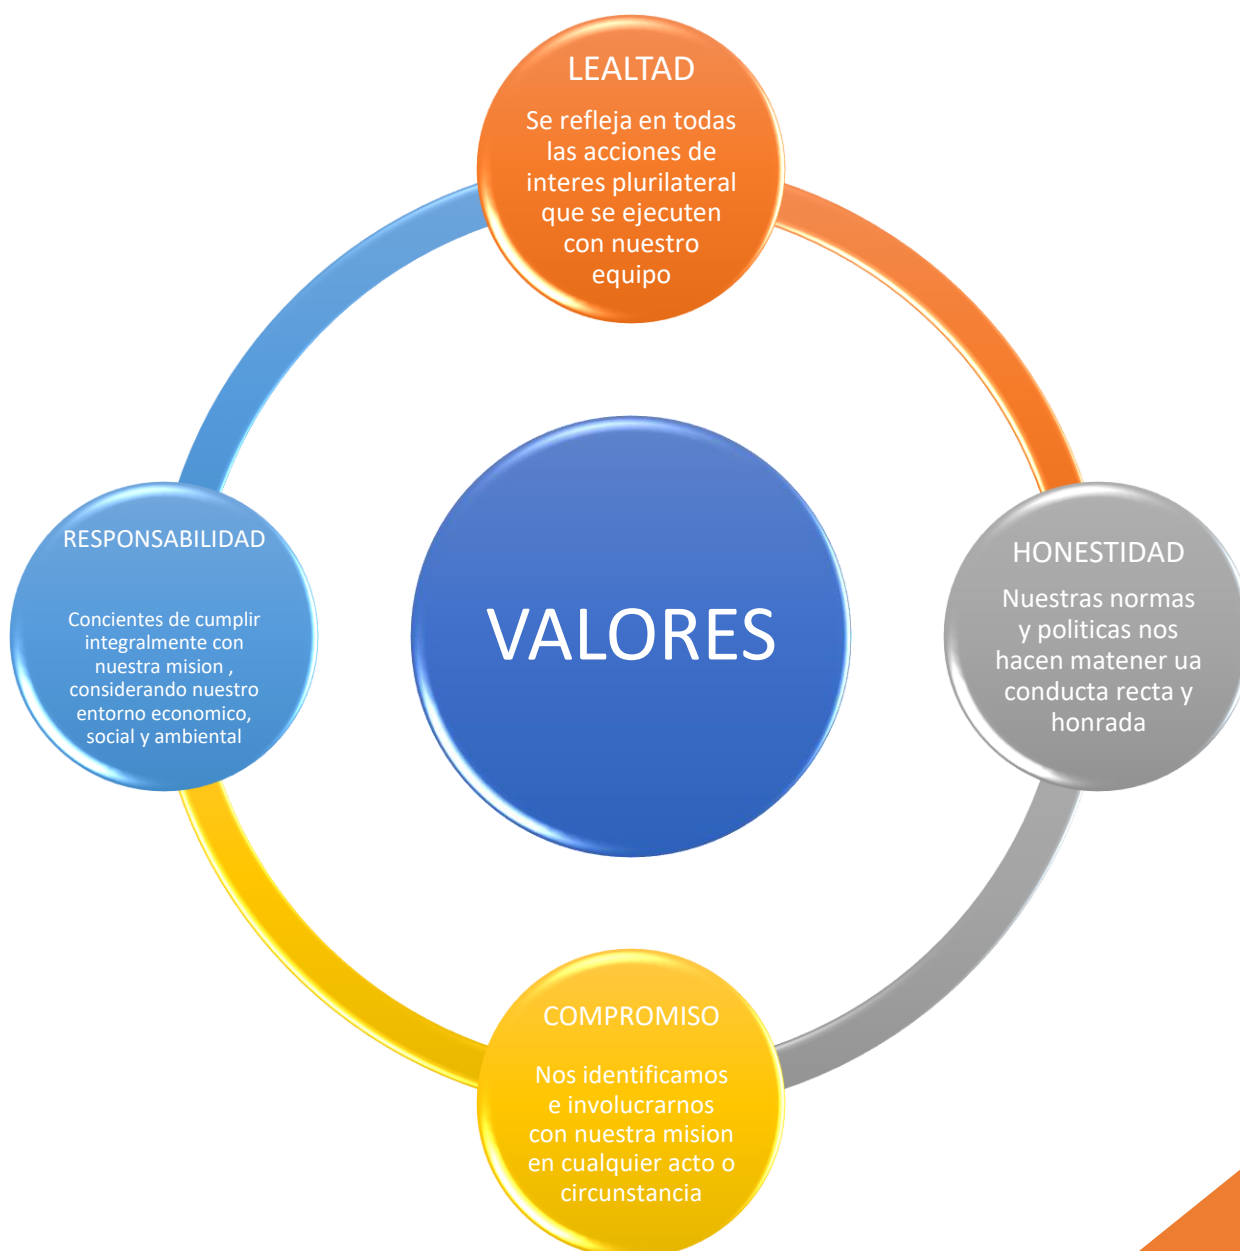 LEALTAD
Se refleja en todas
las acciones de
interes plurilateral
que se ejecuten
con nuestro
equipo
HONESTIDAD
Nuestras normas
y politicas nos
hacen matener ua
conducta recta y
honrada
COMPROMISO
Nos identificamos
e involucrarnos
con nuestra mision
en cualquier acto o
circunstancia
RESPONSABILIDAD
Concientes de cumplir
integralmente con
nuestra mision ,
considerando nuestro
entorno economico,
social y ambiental
VALORES